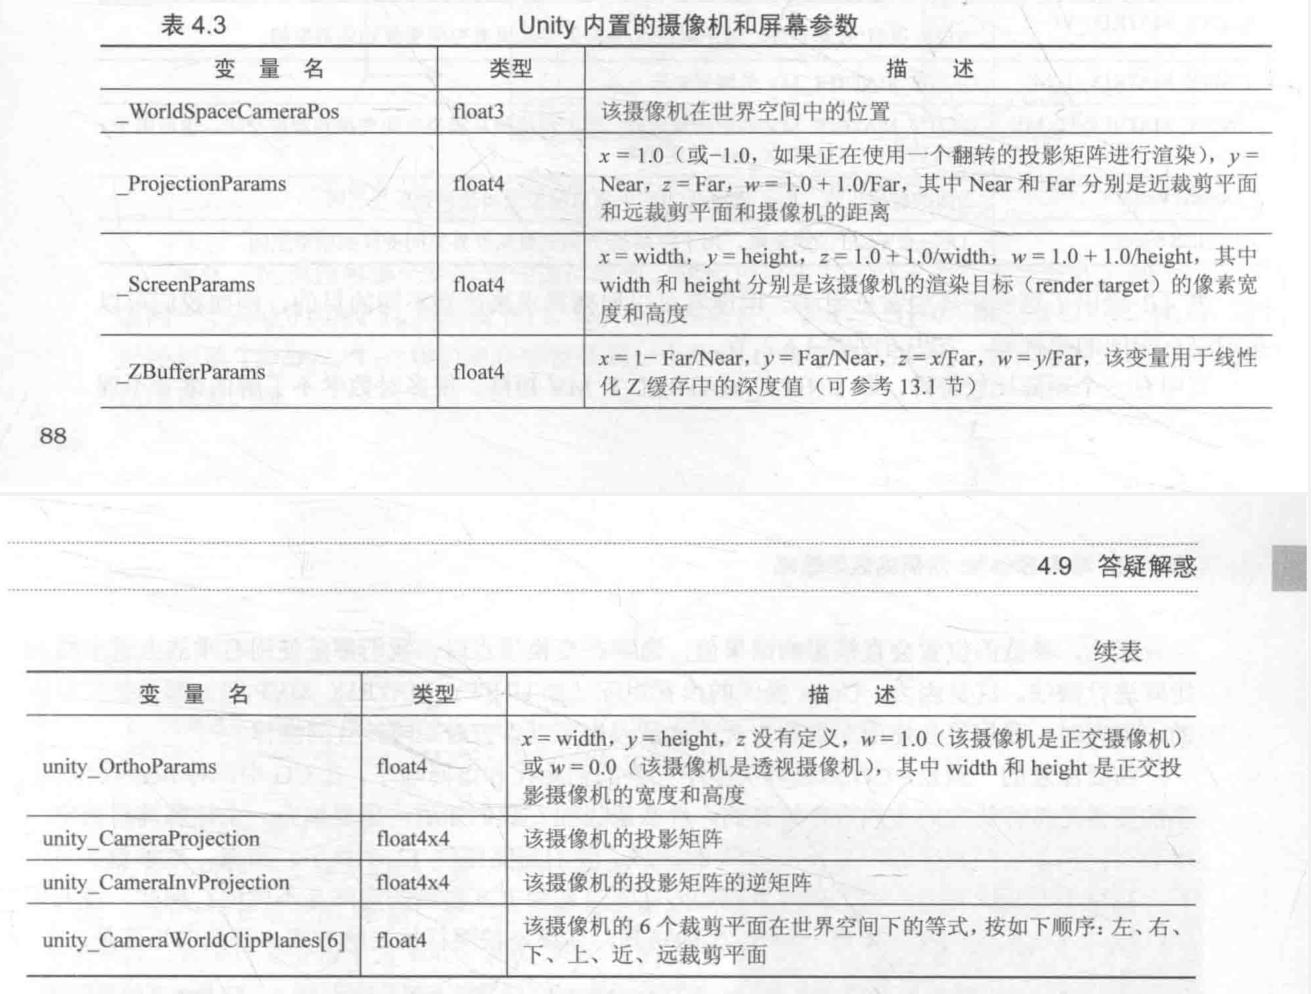 表 4.3 Unity 内置的摄像机和屏幕参数
变 量 名 类型 描 述
_WorldSpaceCameraPos float3 该摄像机在世界空间中的位置
x = 1.0（或−1.0，如果正在使用一个翻转的投影矩阵进行渲染），y =
_ProjectionParams float4 Near，z = Far，w = 1.0 + 1.0/Far，其中 Near 和 Far 分别是近裁剪平面
和远裁剪平面和摄像机的距离
x = width，y = height，z = 1.0 + 1.0/width，w = 1.0 + 1.0/height，其中
_ScreenParams float4 width 和 height 分别是该摄像机的渲染目标（render target）的像素宽
度和高度
x = 1− Far/Near，y = Far/Near，z = x/Far，w = y/Far，该变量用于线性
_ZBufferParams float4 化 Z 缓存中的深度值（可参考 13.1 节）
88
4.9 答疑解惑
续表
变 量 名 类型 描 述
x = width，y = height，z 没有定义，w = 1.0（该摄像机是正交摄像机）
unity_OrthoParams float4 或 w = 0.0（该摄像机是透视摄像机），其中 width 和 height 是正交投
影摄像机的宽度和高度
unity_CameraProjection float4x4 该摄像机的投影矩阵
unity_CameraInvProjection float4x4 该摄像机的投影矩阵的逆矩阵
unity_CameraWorldClipPlanes[6] float4 该摄像机的 6 个裁剪平面在世界空间下的等式，按如下顺序：左、右、
下、上、近、远裁剪平面